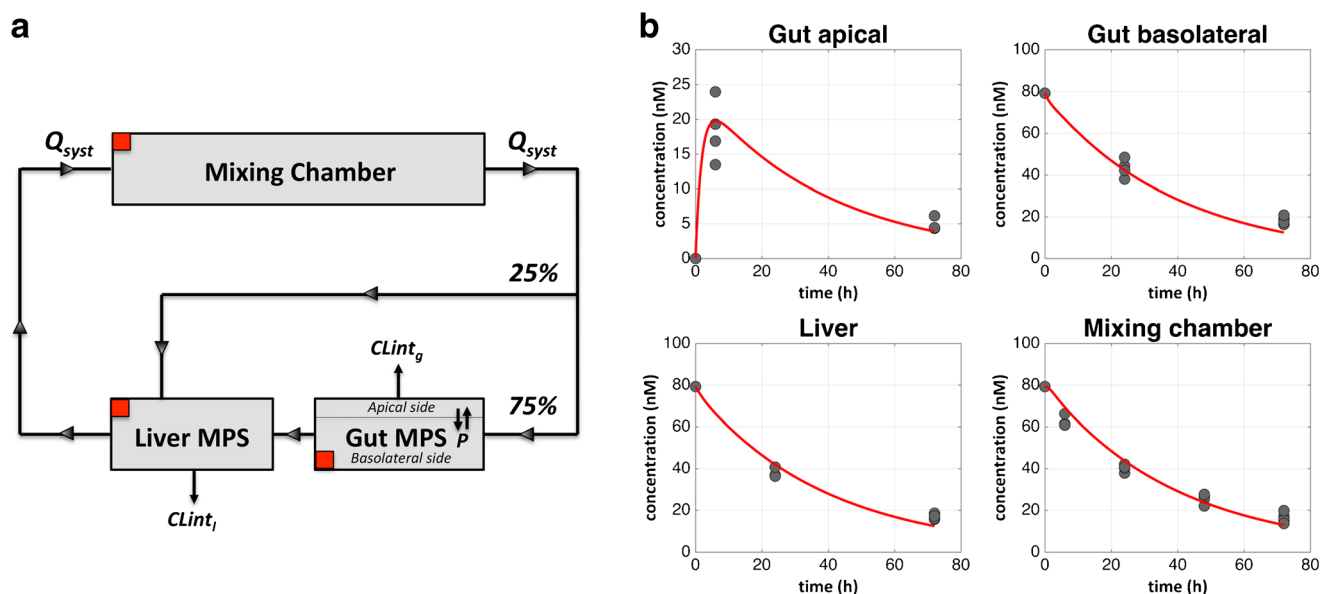 a
Qsyst
Qsyst
Mixing Chamber
25%
CLintg
75%
Apical side
Liver MPS
Gut MPS
P
Basolateral side
CLintl
b
Gut apical
concentration (nM)
30
25
20
15
10
5
0
0 20 40 60 80
time (h)
Gut basolateral
concentration (nM)
100
80
60
40
20
0
0 20 40 60 80
time (h)
Liver
concentration (nM)
100
80
60
40
20
0
0 20 40 60 80
time (h)
Mixing chamber
concentration (nM)
100
80
60
40
20
0
0 20 40 60 80
time (h)